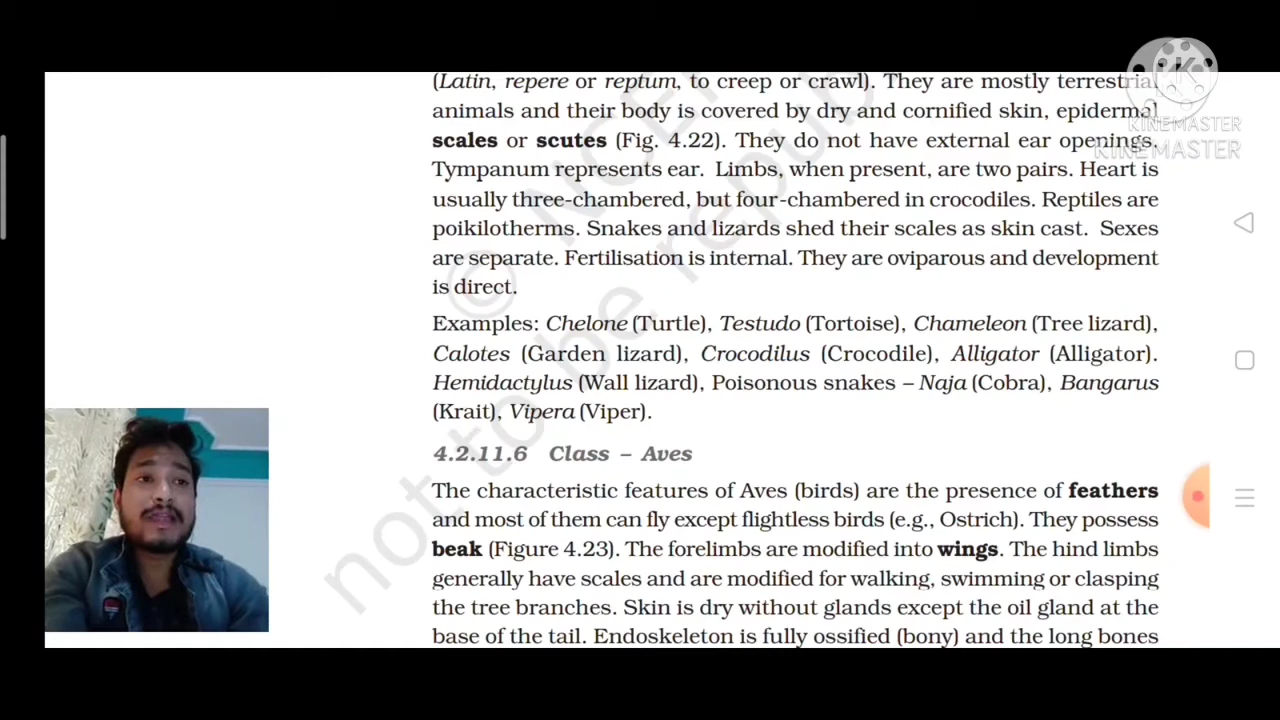 (Latin, repere or reptum, to creep or crawl). They are mostly terrestrial
animals and their body is covered by dry and cornified skin, epidermal
scales or scutes (Fig. 4.22). They do not have external ear openings.
Tympanum represents ear. Limbs, when present, are two pairs. Heart is
usually three-chambered, but four-chambered in crocodiles. Reptiles are
poikilotherms. Snakes and lizards shed their scales as skin cast. Sexes
are separate. Fertilisation is internal. They are oviparous and development
is direct.
Examples: Chelone (Turtle), Testudo (Tortoise), Chameleon (Tree lizard),
Calotes (Garden lizard), Crocodilus (Crocodile), Alligator (Alligator).
Hemidactylus (Wall lizard), Poisonous snakes – Naja (Cobra), Bangarus
(Krait), Vipera (Viper).
4.2.11.6 Class – Aves
The characteristic features of Aves (birds) are the presence of feathers
and most of them can fly except flightless birds (e.g., Ostrich). They possess
beak (Figure 4.23). The forelimbs are modified into wings. The hind limbs
generally have scales and are modified for walking, swimming or clasping
the tree branches. Skin is dry without glands except the oil gland at the
base of the tail. Endoskeleton is fully ossified (bony) and the long bones
KINEMASTER
KINEMASTER
not to be repub